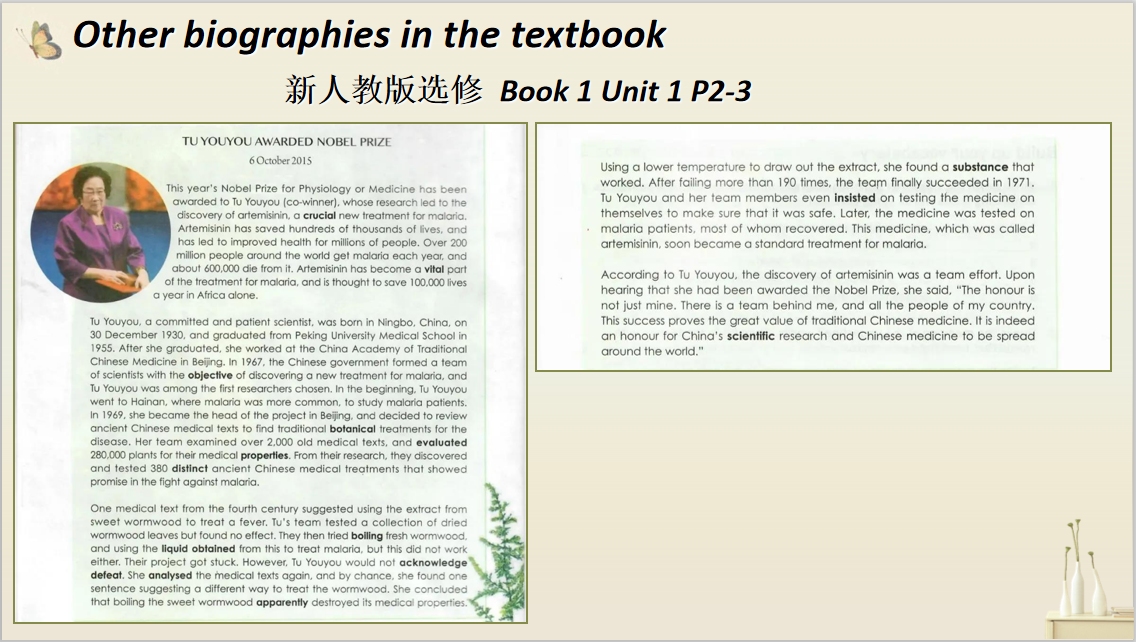 Other biographies in the textbook
新人教版选修 Book 1 Unit 1 P2-3
TU YOUYOU AWARDED NOBEL PRIZE
6 October 2015
This year's Nobel Prize for Physiology or Medicine has been
awarded to Tu Youyou (co-winner), whose research led to the
discovery of artemisinin, a crucial new treatment for malaria.
Artemisinin has saved hundreds of thousands of lives, and
has led to improved health for millions of people. Over 200
million people around the world get malaria each year, and
about 600,000 die from it. Artemisinin has become a vital part
of the treatment for malaria, and is thought to save 100,000 lives
a year in Africa alone.
Tu Youyou, a committed and patient scientist, was born in Ningbo, China, on
30 December 1930, and graduated from Peking University Medical School in
1955. After she graduated, she worked at the China Academy of Traditional
Chinese Medicine in Beijing. In 1967, the Chinese government formed a team
of scientists with the objective of discovering a new treatment for malaria, and
Tu Youyou was among the first researchers chosen. In the beginning, Tu Youyou
went to Hainan, where malaria was more common, to study malaria patients.
In 1969, she became the head of the project in Beijing, and decided to review
ancient Chinese medical texts to find traditional botanical treatments for the
disease. Her team examined over 2,000 old medical texts, and evaluated
280,000 plants for their medical properties. From their research, they discovered
and tested 380 distinct ancient Chinese medical treatments that showed
promise in the fight against malaria.
One medical text from the fourth century suggested using the extract from
sweet wormwood to treat a fever. Tu's team tested a collection of dried
wormwood leaves but found no effect. They then tried boiling fresh wormwood,
and using the liquid obtained from this to treat malaria, but this did not work
either. Their project got stuck. However, Tu Youyou would not acknowledge
defeat. She analysed the medical texts again, and by chance, she found one
sentence suggesting a different way to treat the wormwood. She concluded
that boiling the sweet wormwood apparently destroyed its medical properties.
Using a lower temperature to draw out the extract, she found a substance that
worked. After failing more than 190 times, the team finally succeeded in 1971.
Tu Youyou and her team members even insisted on testing the medicine on
themselves to make sure that it was safe. Later, the medicine was tested on
malaria patients, most of whom recovered. This medicine, which was called
artemisinin, soon became a standard treatment for malaria.
According to Tu Youyou, the discovery of artemisinin was a team effort. Upon
hearing that she had been awarded the Nobel Prize, she said, "The honour is
not just mine. There is a team behind me, and all the people of my country.
This success proves the great value of traditional Chinese medicine. It is indeed
an honour for China's scientific research and Chinese medicine to be spread
around the world."